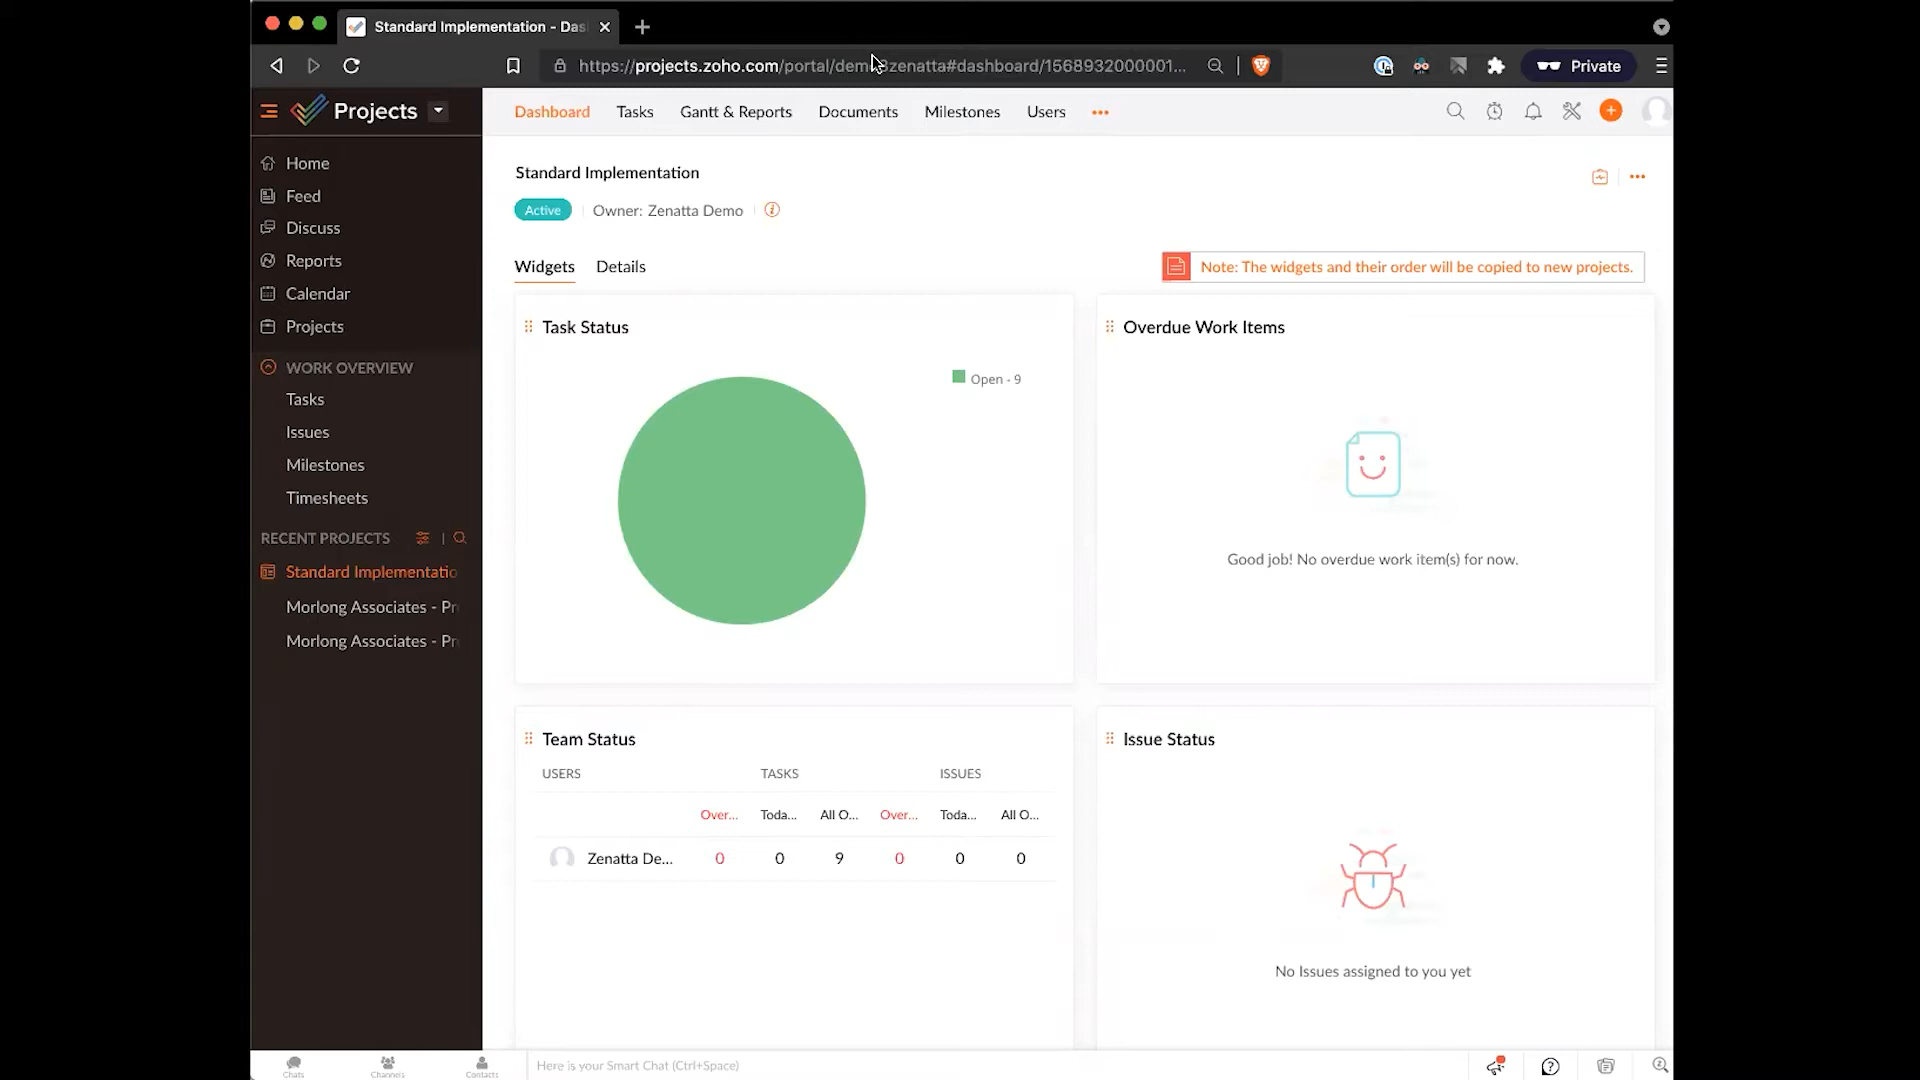 Standard Implementation - Das
https://projects.zoho.com/portal/dem 3zenatta#dashboard/1568932000001...
Private
Projects
Dashboard
Tasks
Gantt & Reports
Documents
Milestones
Users
Home
Feed
Discuss
Reports
Calendar
Projects
WORK OVERVIEW
Tasks
Issues
Milestones
Timesheets
RECENT PROJECTS
Standard Implementatio
Morlong Associates - Pr
Morlong Associates - Pr
Standard Implementation
Active
Owner: Zenatta Demo
Widgets
Details
Note: The widgets and their order will be copied to new projects.
Task Status
Open - 9
Overdue Work Items
Good job! No overdue work item(s) for now.
Team Status
USERS TASKS ISSUES
Over... Toda... All O... Over... Toda... All O...
Zenatta De... 0 0 9 0 0 0
Issue Status
No Issues assigned to you yet
Chats
Channels
Contacts
Here is your Smart Chat (Ctrl+Space)